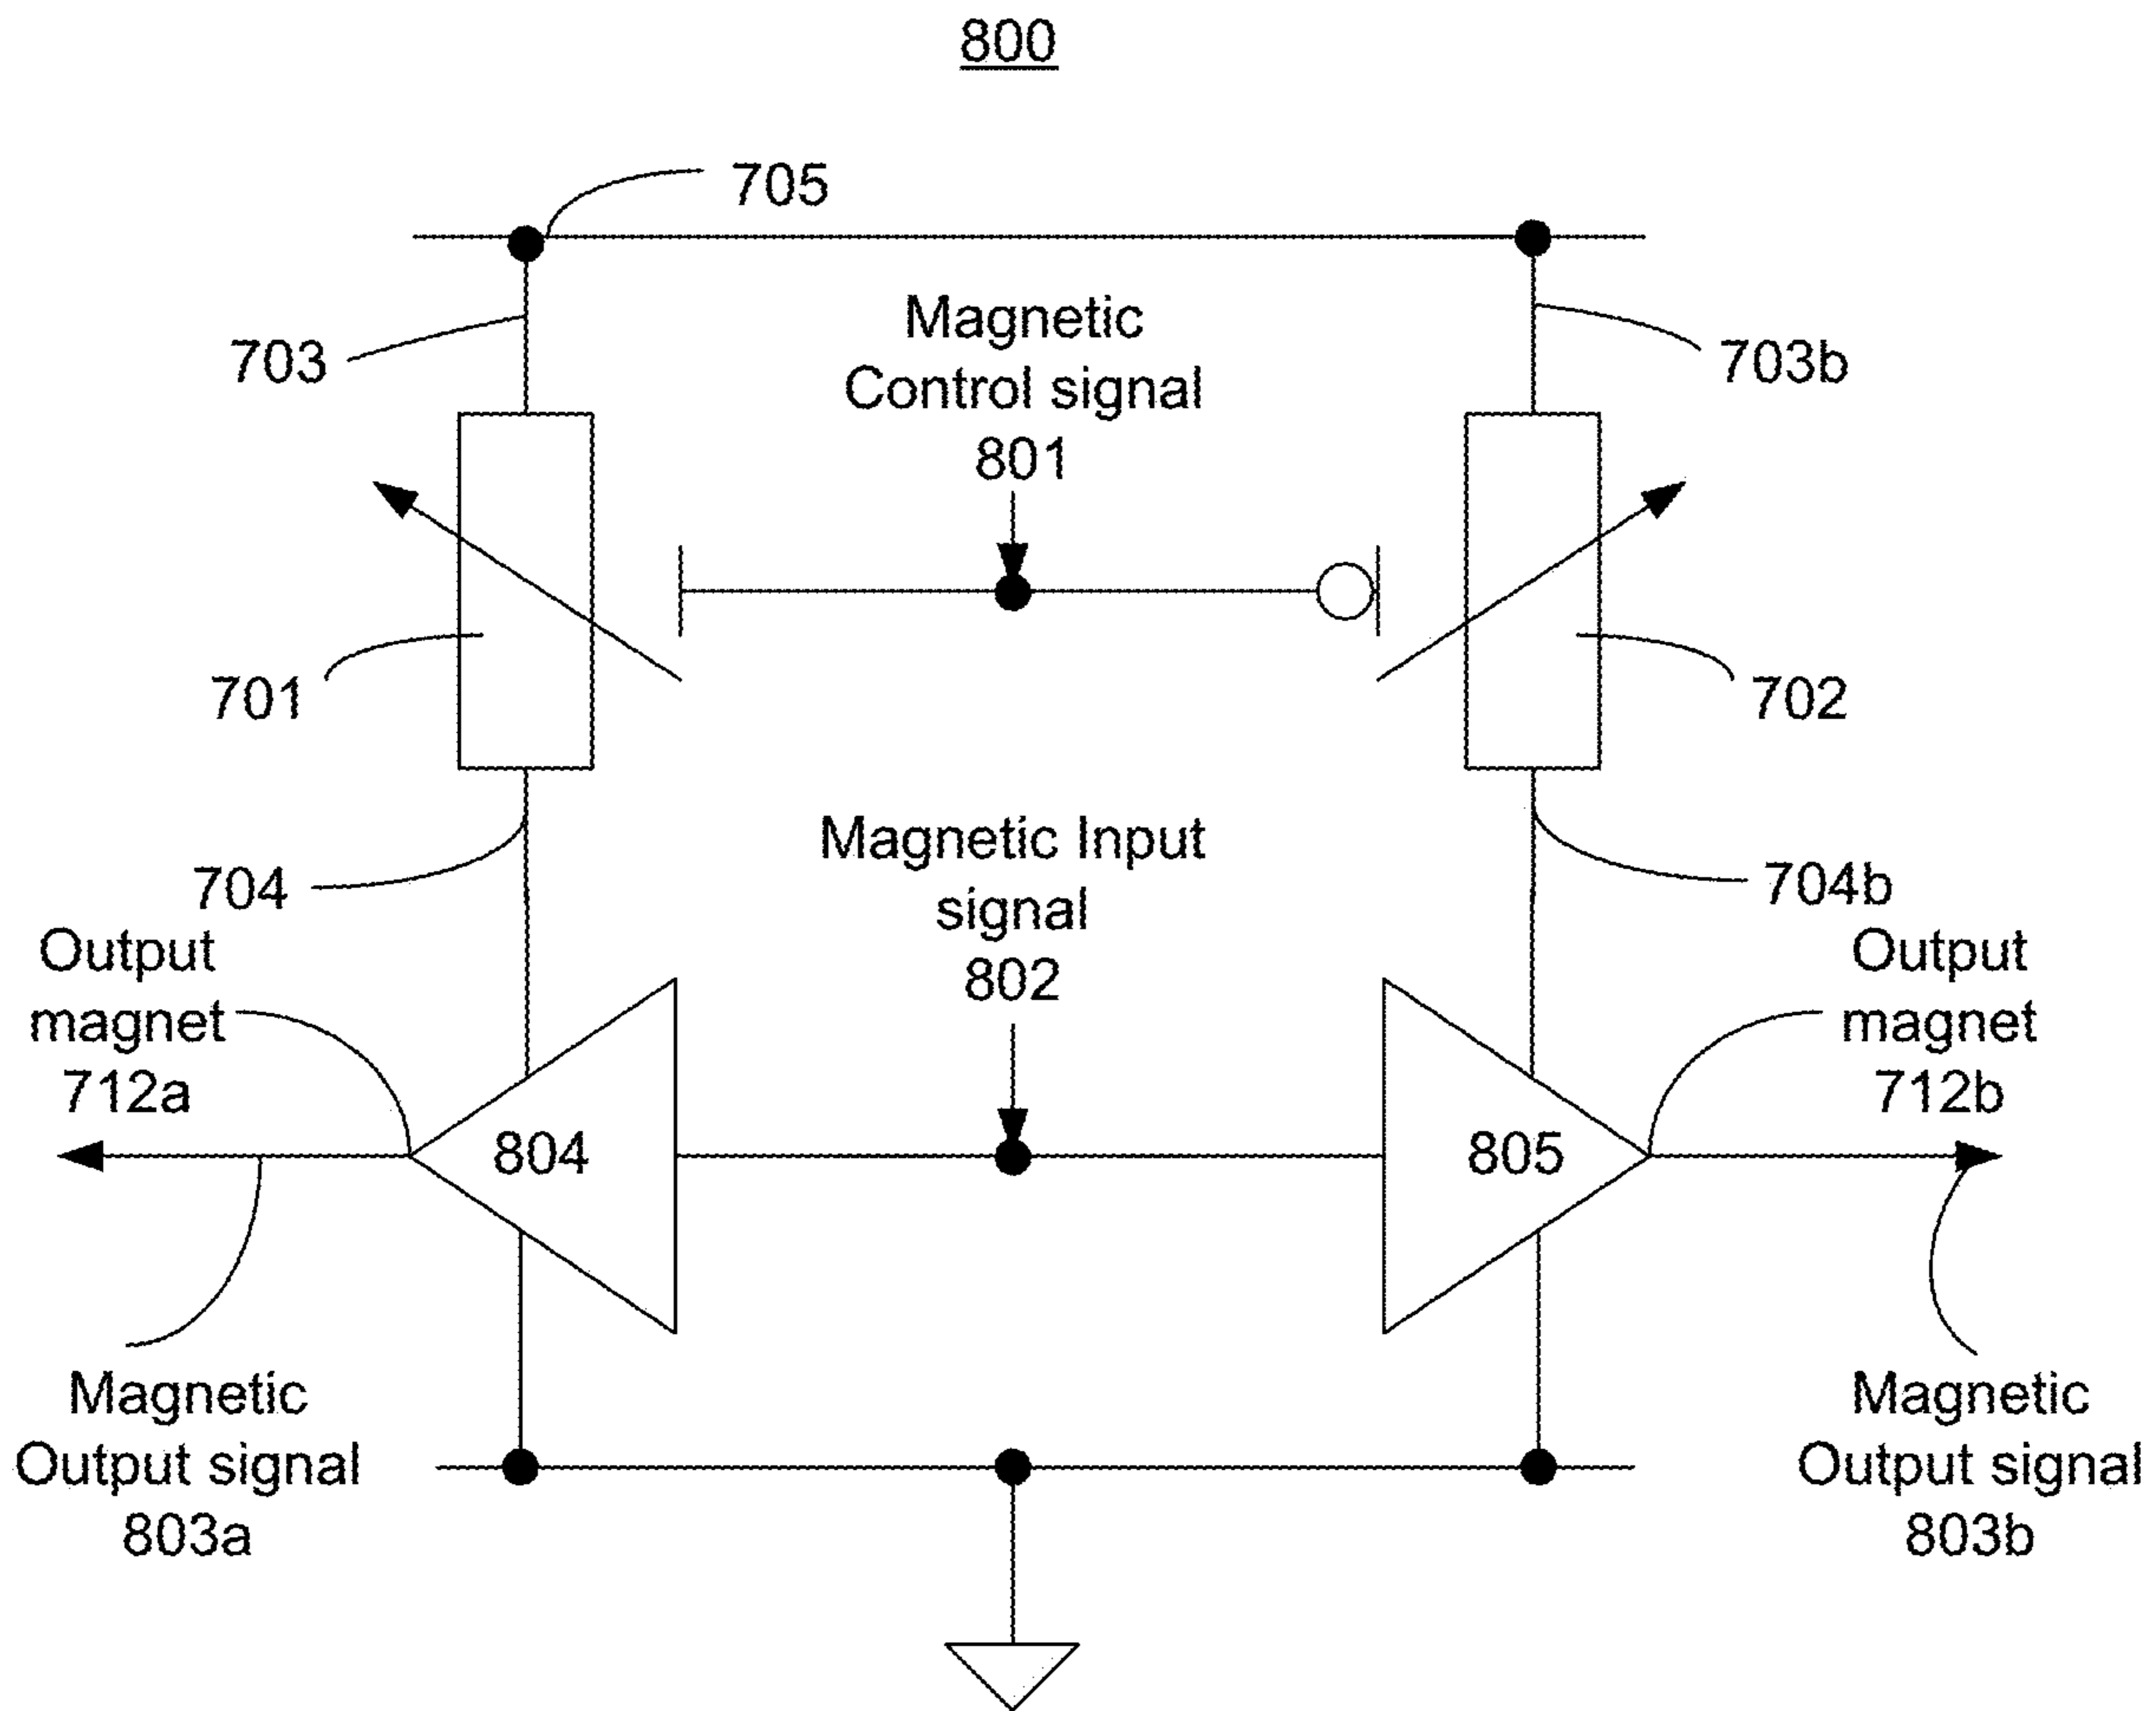 800
705
Magnetic
Control signal
801
703
703b
701
702
Magnetic Input
signal
802
704
704b
Output
magnet
712a
Output
magnet
712b
804
805
Magnetic
Output signal
803a
Magnetic
Output signal
803b